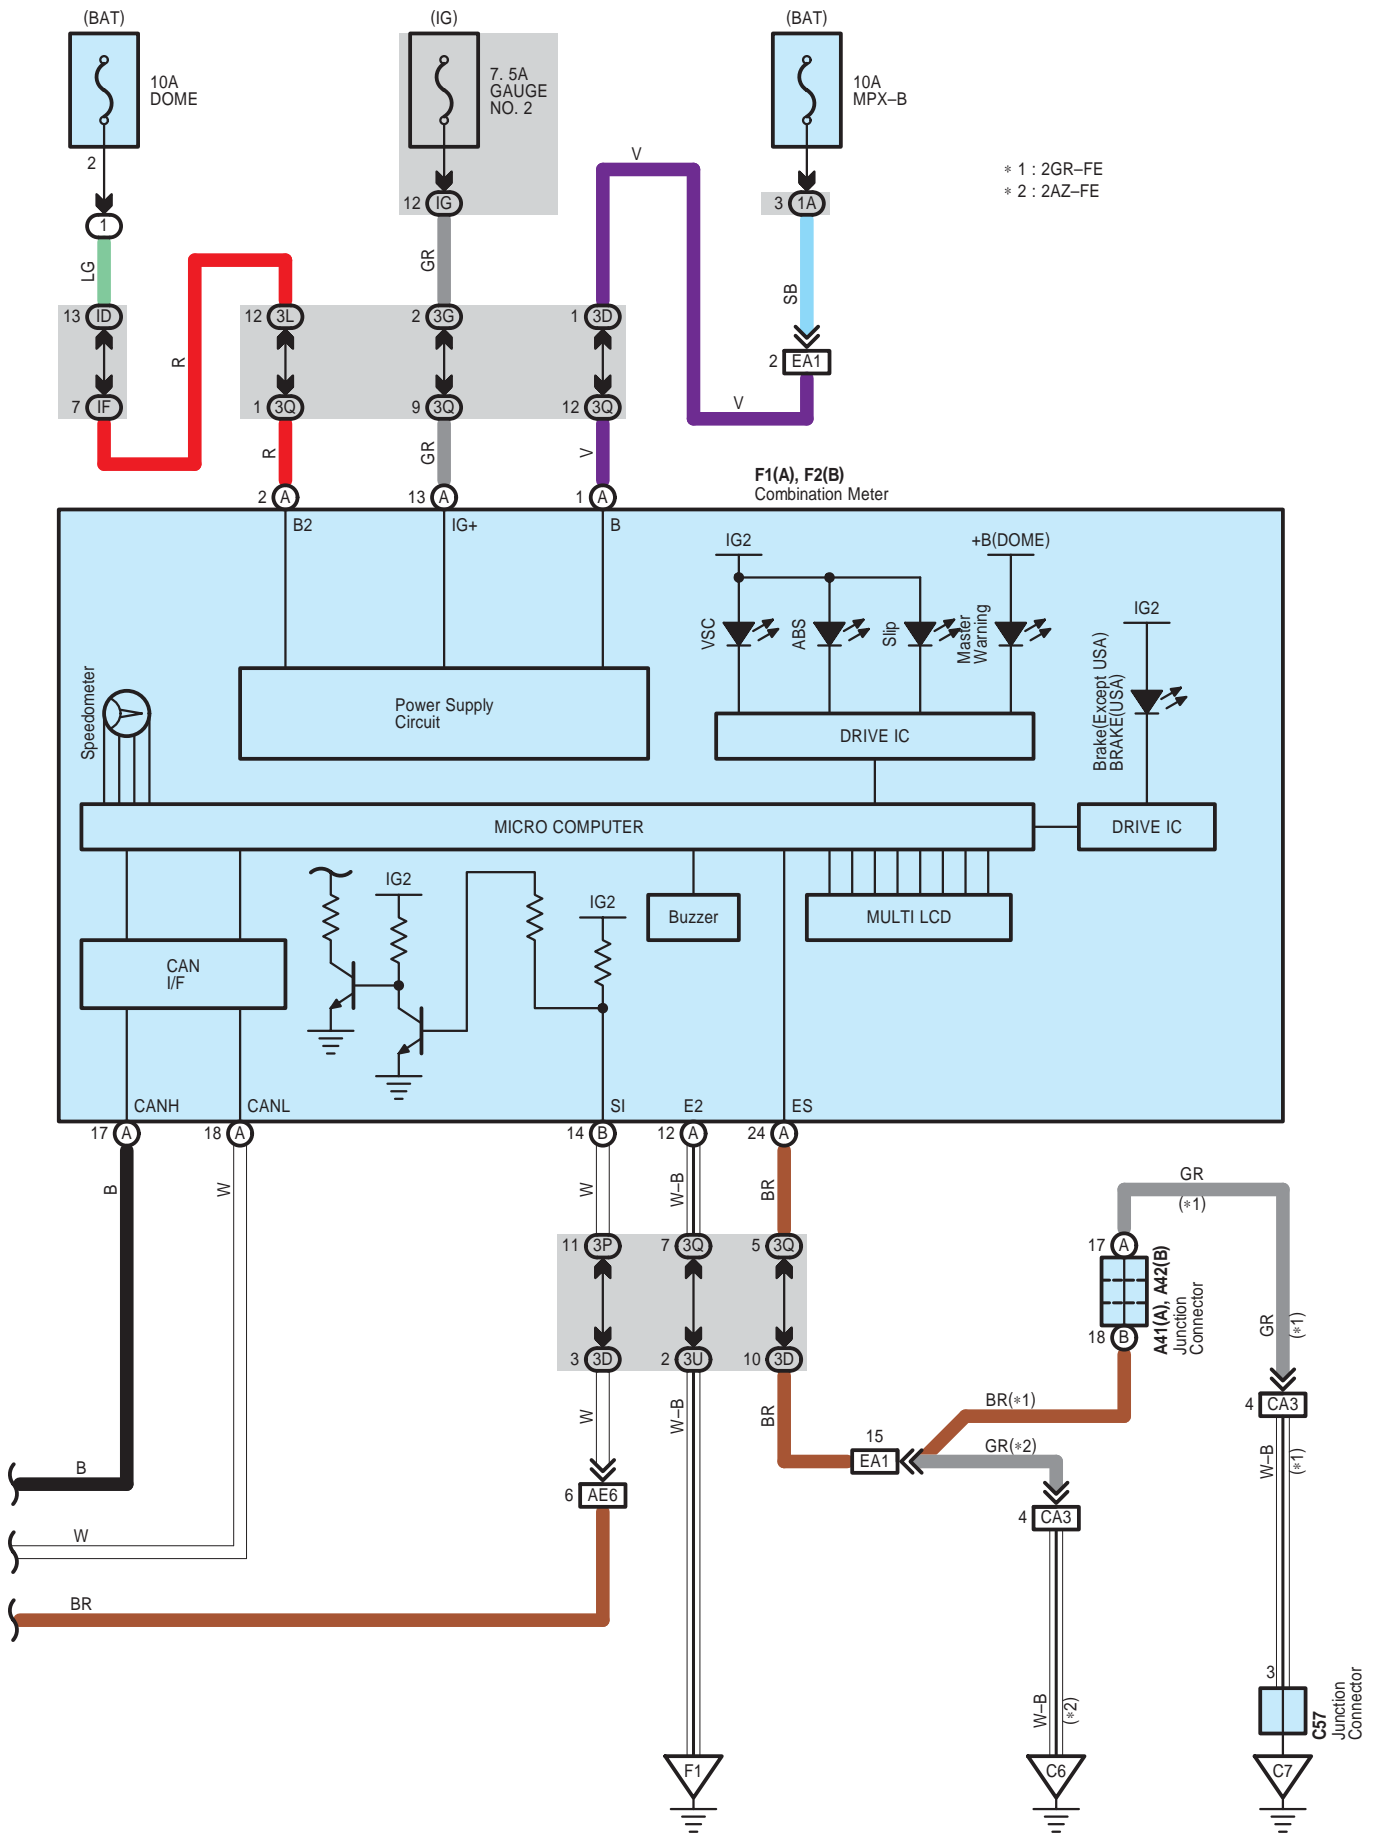 (BAT)
(IG)
(BAT)
10A
DOME
7. 5A
GAUGE
NO. 2
10A
MPX–B
2
1
12 IG
V
3 1A
∗ 1 : 2GR–FE
∗ 2 : 2AZ–FE
LG
GR
SB
R
13 ID
12 3L
2 3G
1 3D
2 EA1
7 IF
1 3Q
9 3Q
12 3Q
V
R
GR
V
F1(A), F2(B)
Combination Meter
2 A
13 A
1 A
B2
IG+
B
IG2
+B(DOME)
IG2
VSC
ABS
Slip
Master
Warning
Brake(Except USA)
BRAKE(USA)
Speedometer
Power Supply
Circuit
DRIVE IC
MICRO COMPUTER
DRIVE IC
IG2
IG2
Buzzer
MULTI LCD
CAN
I/F
CANH
CANL
SI
E2
ES
17 A
18 A
14 B
12 A
24 A
B
W
W
W–B
BR
GR
(∗1)
11 3P
7 3Q
5 3Q
17 A
A41(A), A42(B)
Junction
Connector
18 B
GR
(∗1)
3 3D
2 3U
10 3D
W
W–B
BR
BR(∗1)
4 CA3
15
EA1
GR(∗2)
W–B
(∗1)
B
6 AE6
4 CA3
W
BR
W–B
(∗2)
3
C57
Junction
Connector
F1
C6
C7